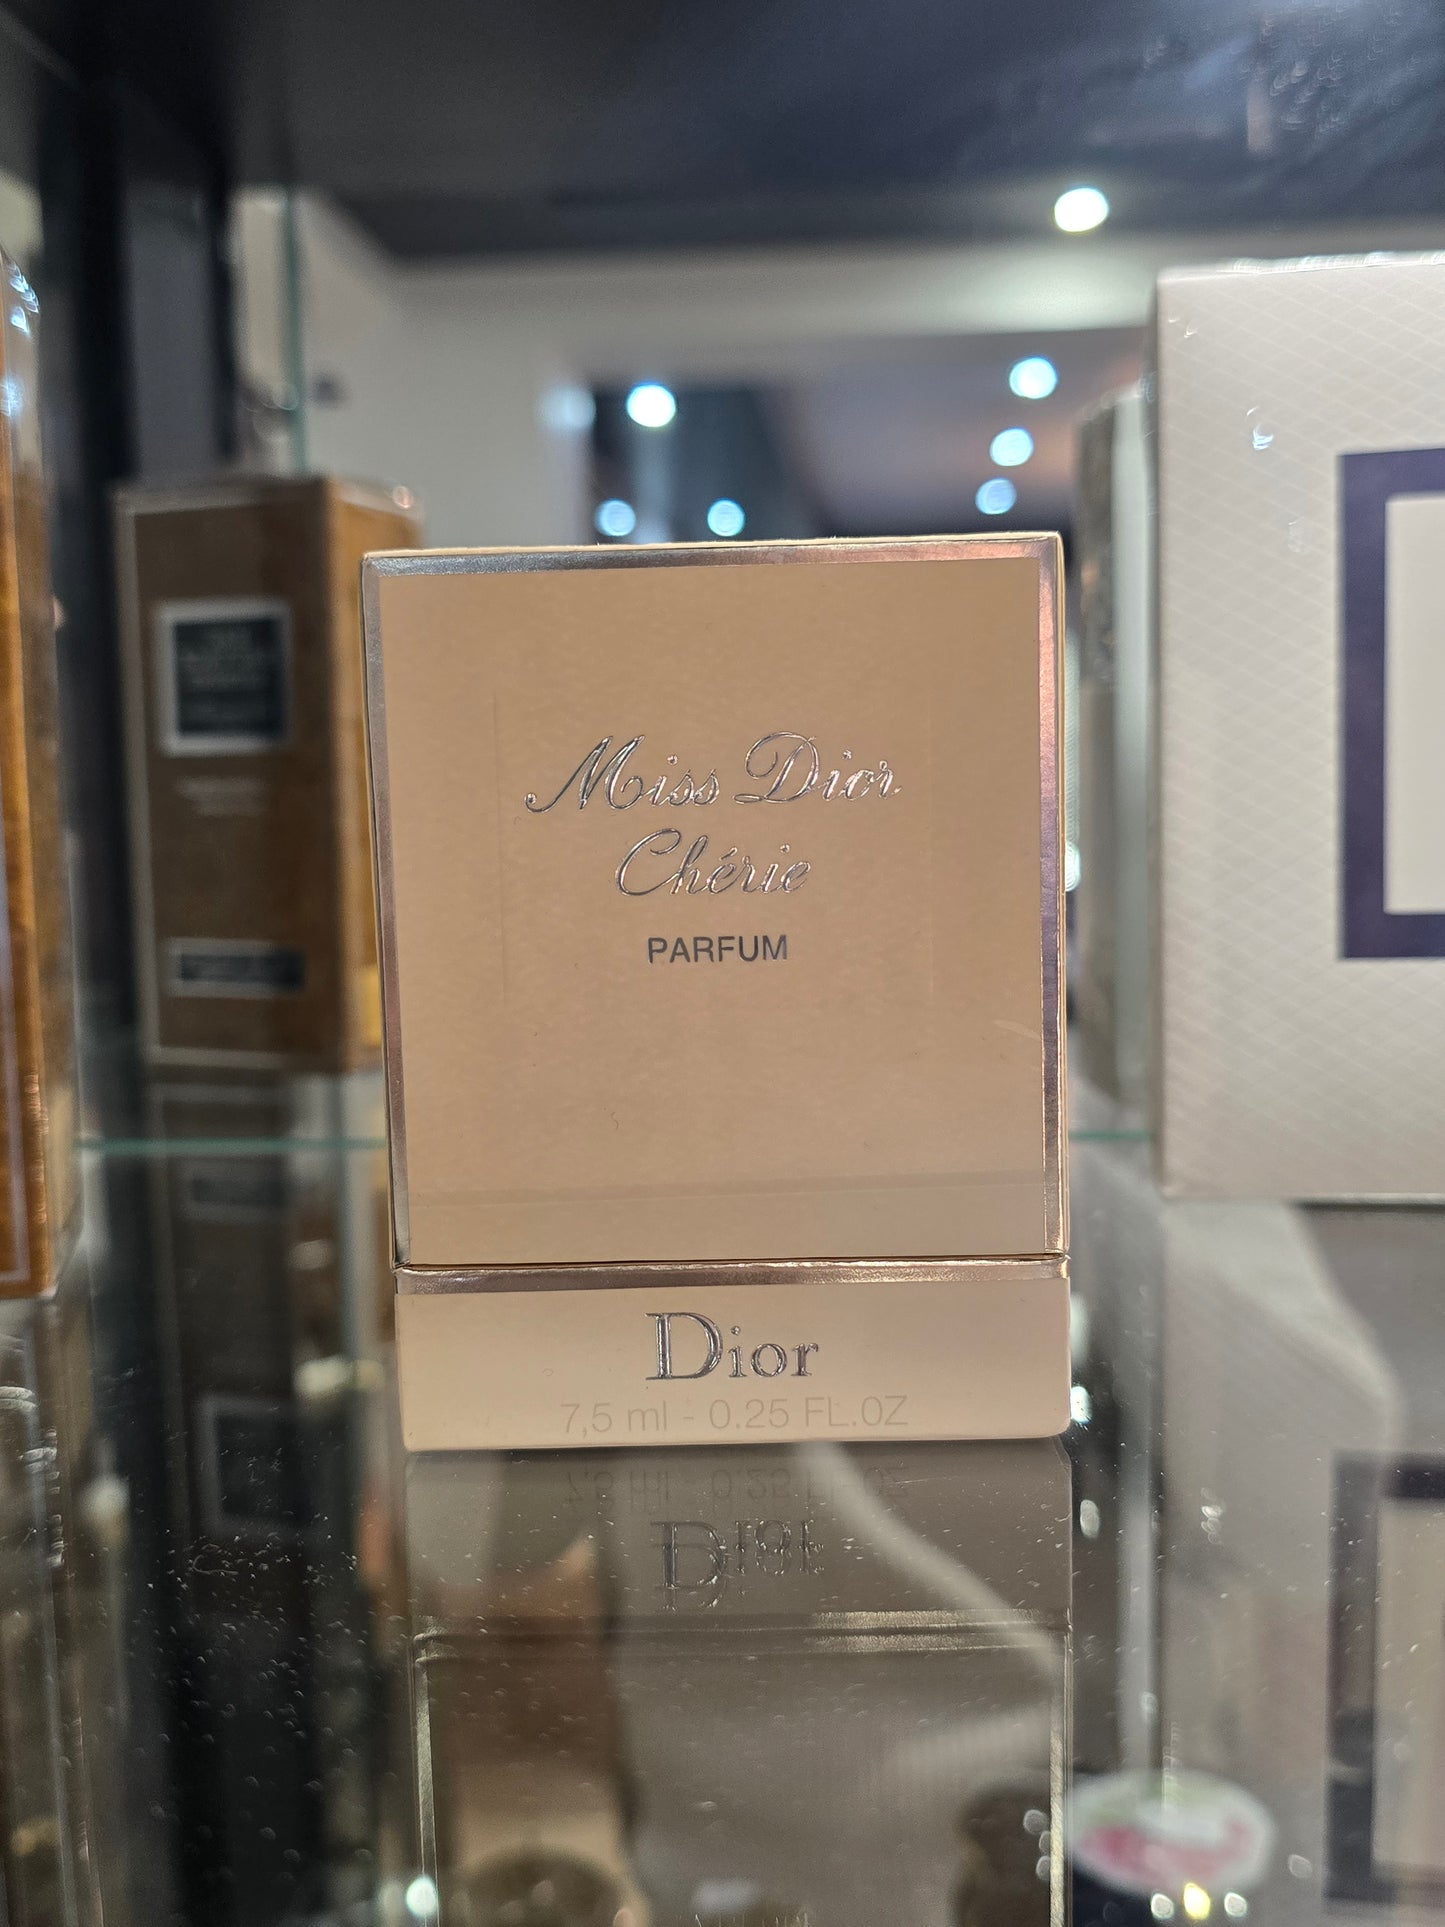 Miss Dior
Chérie
PARFUM
Dior
7,5 ml - 0.25 FL.OZ